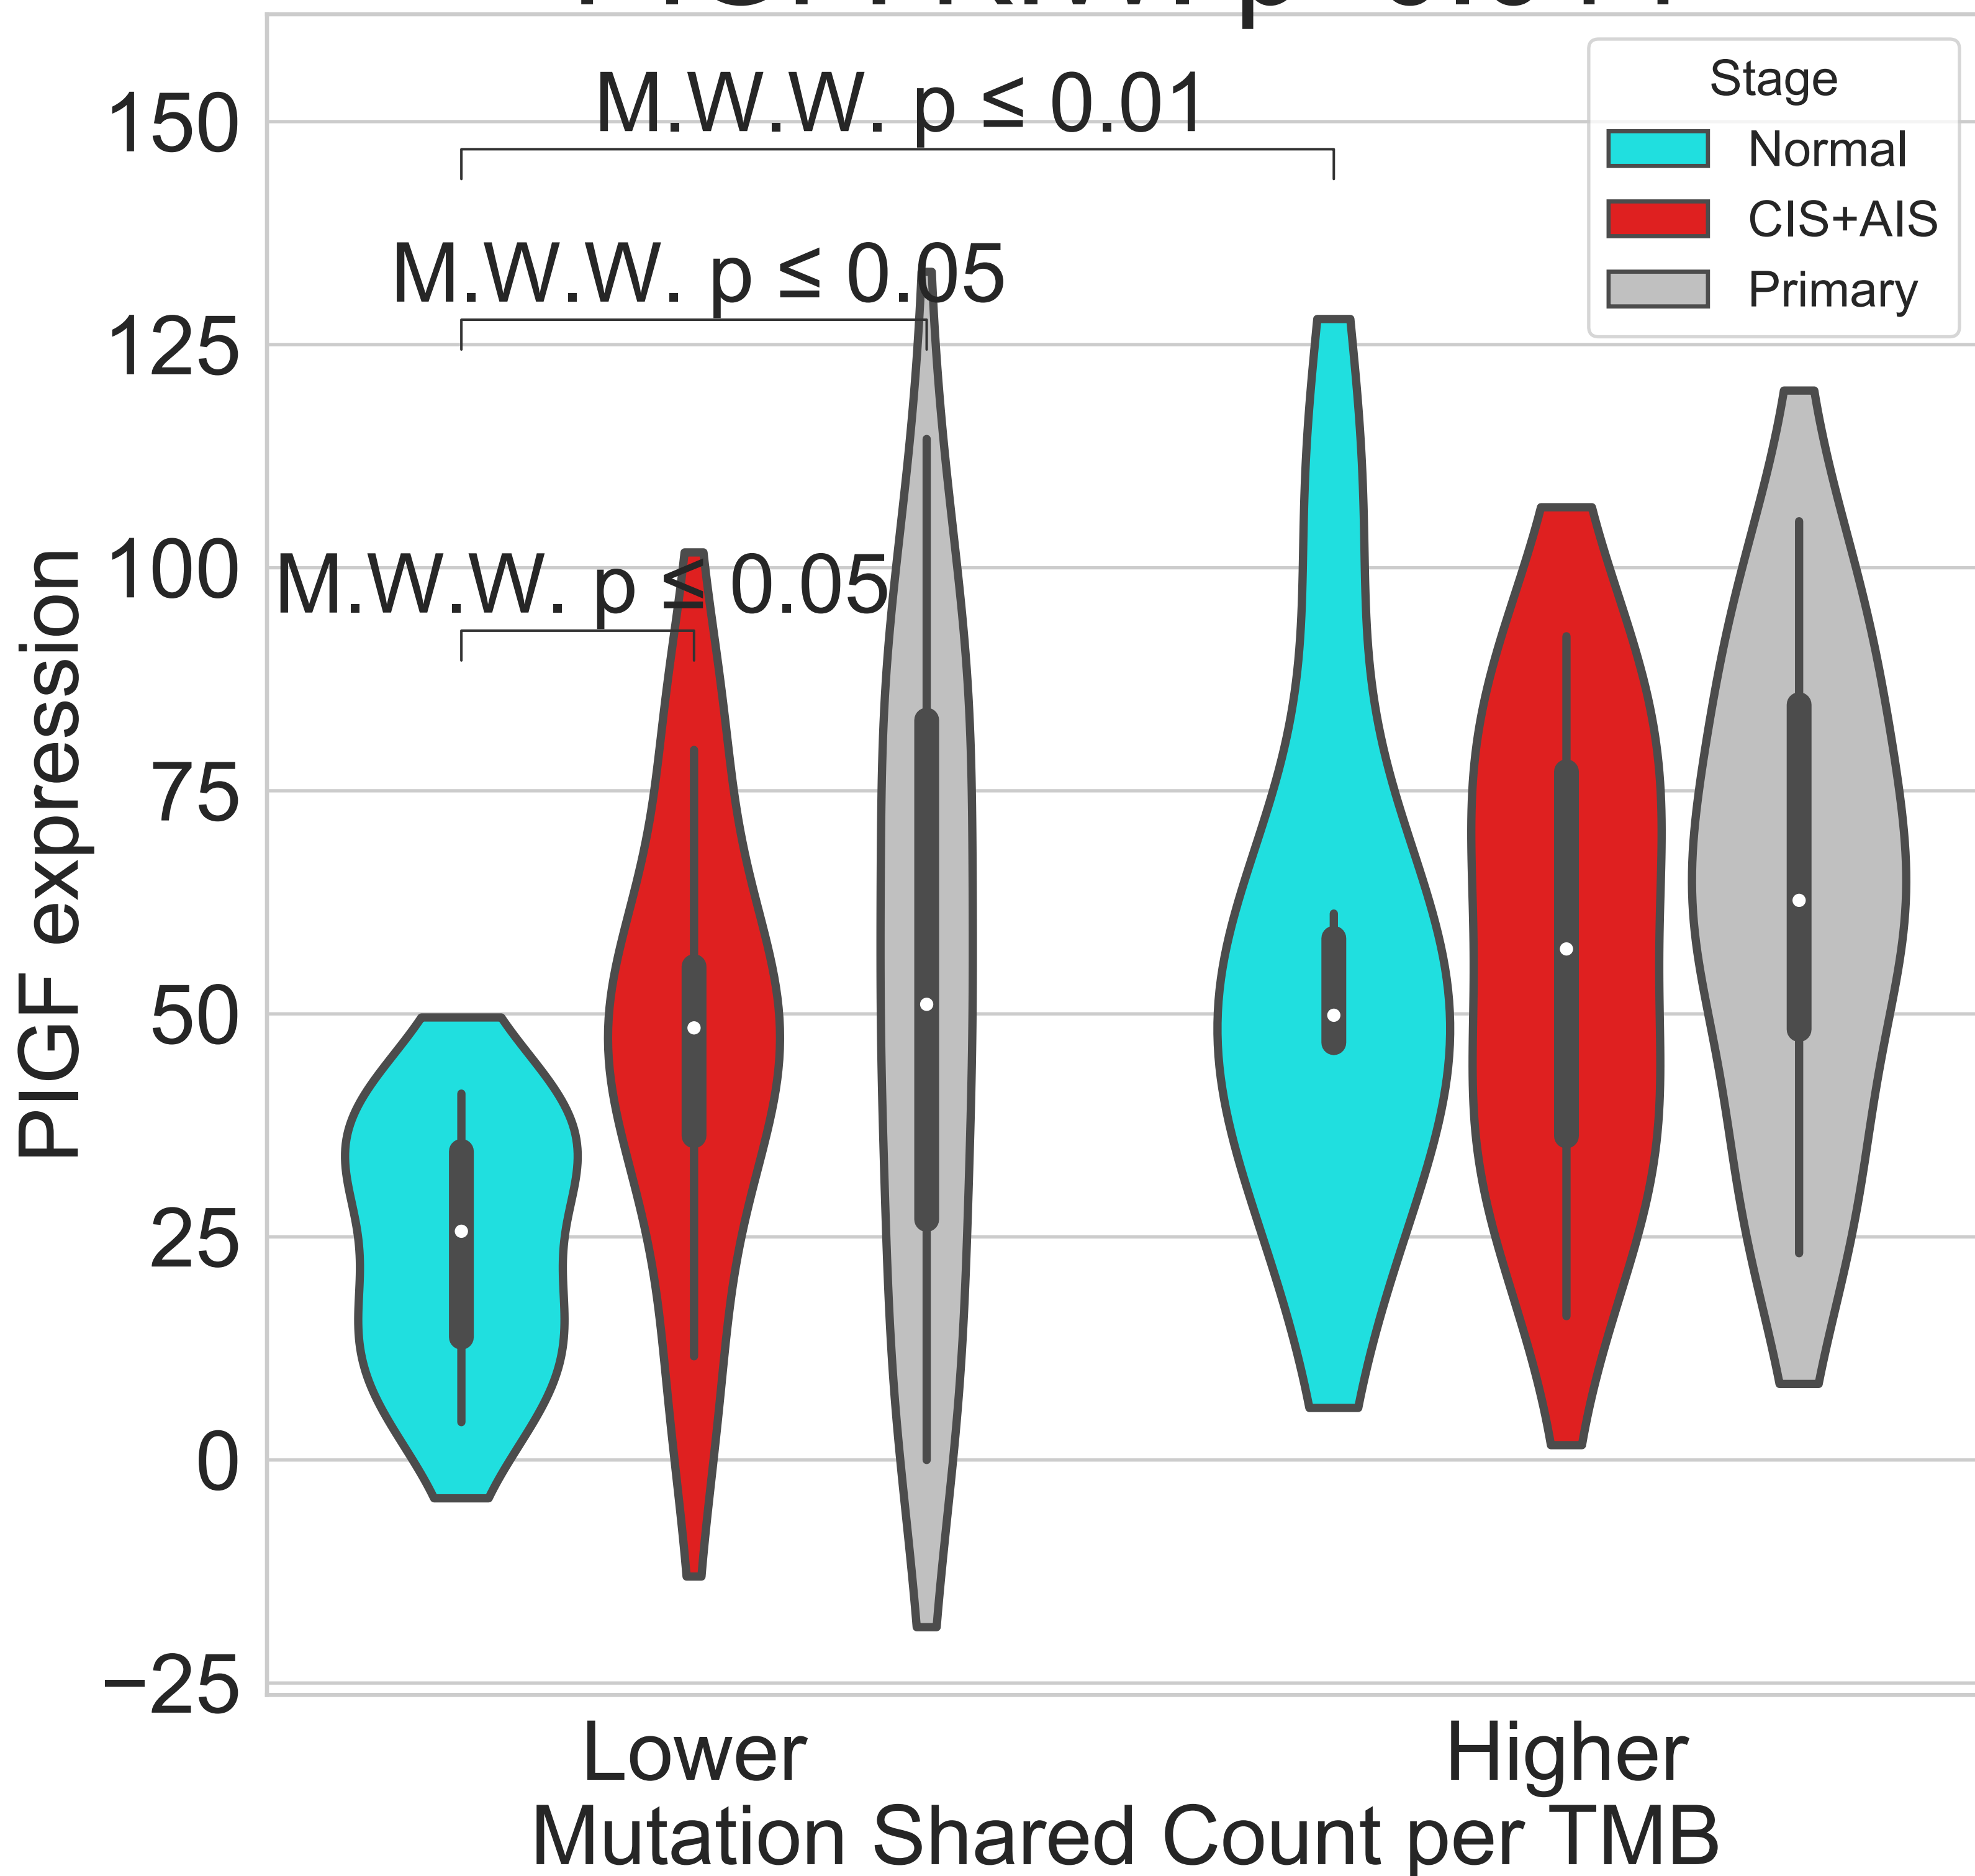 M.W.W. p ≤ 0.01
Stage
Normal
CIS+AIS
Primary
M.W.W. p ≤ 0.05
M.W.W. p ≤ 0.05
150
125
100
75
50
25
0
−25
PIGF expression
Lower
Higher
Mutation Shared Count per TMB